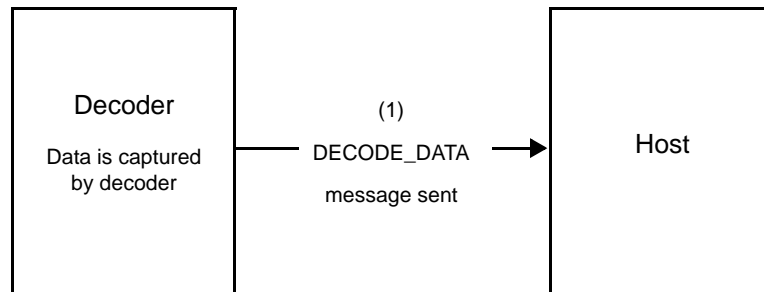 Decoder
Data is captured
by decoder
(1)
DECODE_DATA
message sent
Host